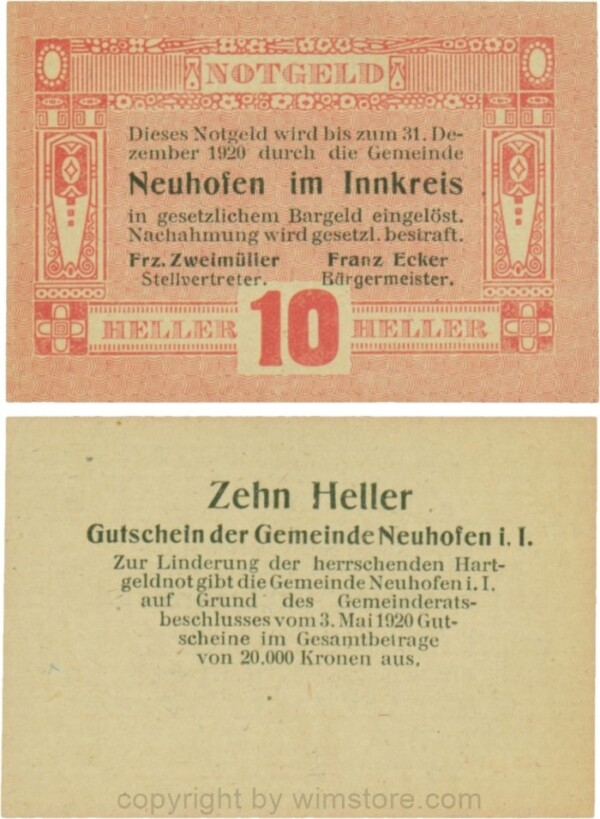 NOTGELD
Dieses Notgeld wird bis zum 31. De-
zember 1920 durch die Gemeinde
Neuhofen im Innkreis
in gesetzlichem Bargeld eingelöst.
Nachahmung wird gesetzl. bestraft.
Frz. Zweimüller Franz Ecker
Stellvertreter. Bürgermeister.
HELLER 10 HELLER
Zehn Heller
Gutschein der Gemeinde Neuhofen i. I.
Zur Linderung der herrschenden Hart-
geldnot gibt die Gemeinde Neuhofen i. I.
auf Grund des Gemeinderats-
beschlusses vom 3. Mai 1920 Gut-
scheine im Gesamtbetrage
von 20.000 Kronen aus.
copyright by wimstore.com